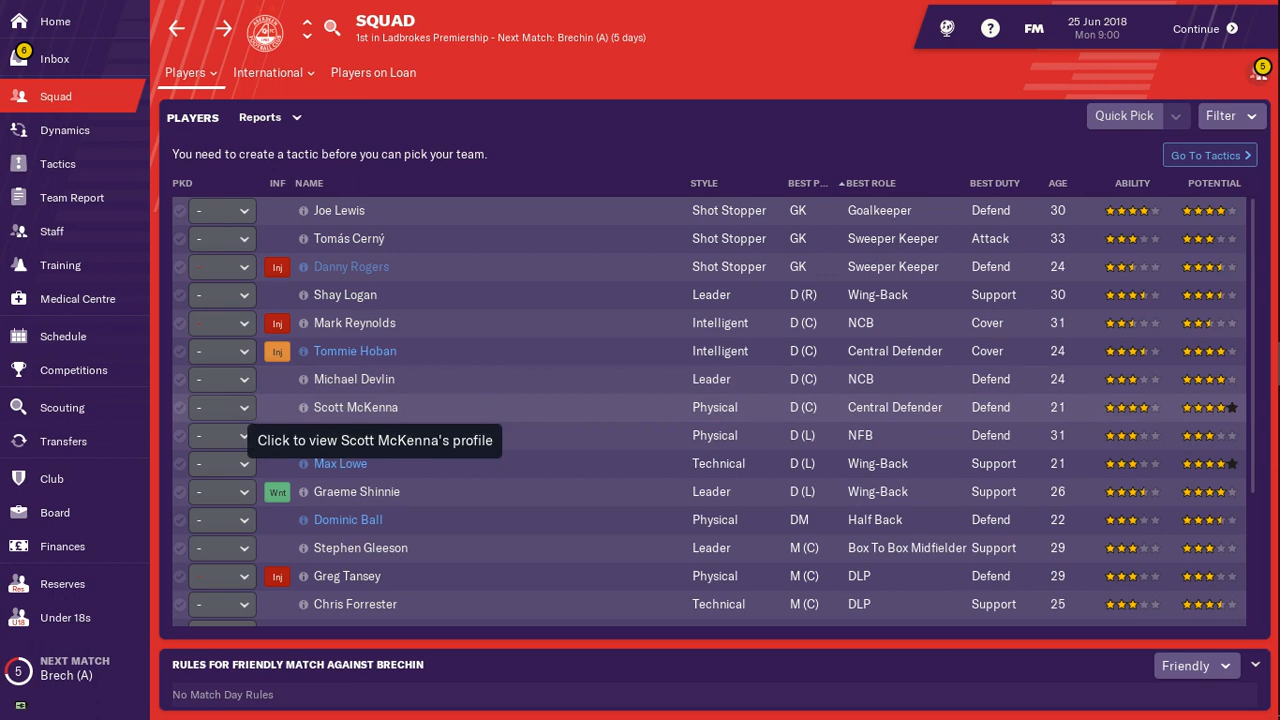 Home
SQUAD
1st in Ladbrokes Premiership - Next Match: Brechin (A) (5 days)
FM
25 Jun 2018
Mon 9:00
Continue
6
Inbox
Players
International
Players on Loan
5
Squad
Dynamics
Tactics
Team Report
Staff
Training
Medical Centre
Schedule
Competitions
Scouting
Transfers
Club
Board
Finances
Res
Reserves
U18
Under 18s
5
NEXT MATCH
Brech (A)
PLAYERS Reports
Quick Pick
Filter
You need to create a tactic before you can pick your team.
Go To Tactics
PKD INF NAME STYLE BEST P... BEST ROLE BEST DUTY AGE ABILITY POTENTIAL
- Joe Lewis Shot Stopper GK Goalkeeper Defend 30
- Tomás Cerný Shot Stopper GK Sweeper Keeper Attack 33
- Inj Danny Rogers Shot Stopper GK Sweeper Keeper Defend 24
- Shay Logan Leader D (R) Wing-Back Support 30
- Inj Mark Reynolds Intelligent D (C) NCB Cover 31
- Inj Tommie Hoban Intelligent D (C) Central Defender Cover 24
- Michael Devlin Leader D (C) NCB Defend 24
- Scott McKenna Physical D (C) Central Defender Defend 21
- Physical D (L) NFB Defend 31
Click to view Scott McKenna's profile
- Max Lowe Technical D (L) Wing-Back Support 21
- Wnt Graeme Shinnie Leader D (L) Wing-Back Support 26
- Dominic Ball Physical DM Half Back Defend 22
- Stephen Gleeson Leader M (C) Box To Box Midfielder Support 29
- Inj Greg Tansey Physical M (C) DLP Defend 29
- Chris Forrester Technical M (C) DLP Support 25
RULES FOR FRIENDLY MATCH AGAINST BRECHIN
Friendly
No Match Day Rules